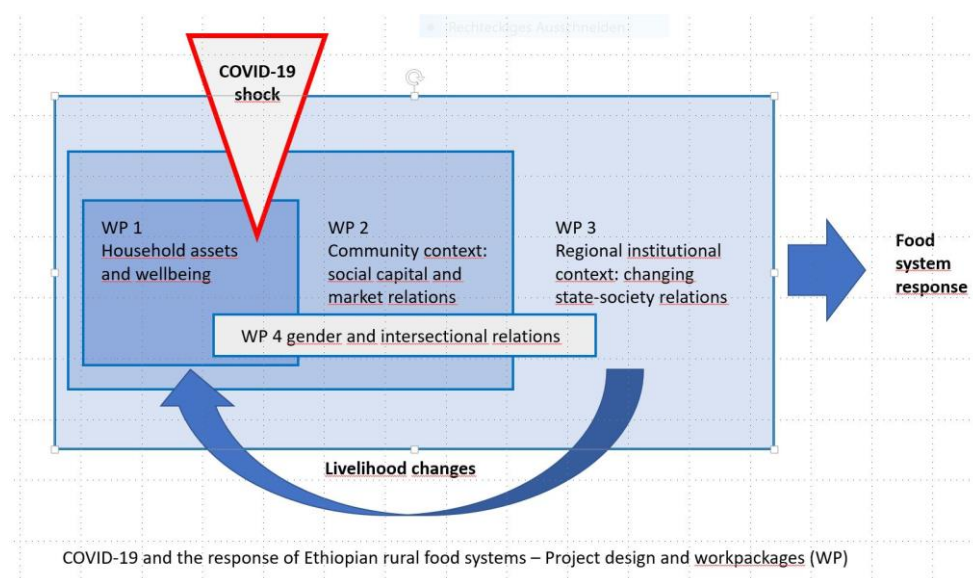 Rechteckiges Ausschneiden
COVID-19
shock
WP 1
Household assets
and wellbeing
WP 2
Community context:
social capital and
market relations
WP 3
Regional institutional
context: changing
state-society relations
Food
system
response
WP 4 gender and intersectional relations
Livelihood changes
COVID-19 and the response of Ethiopian rural food systems – Project design and workpackages (WP)